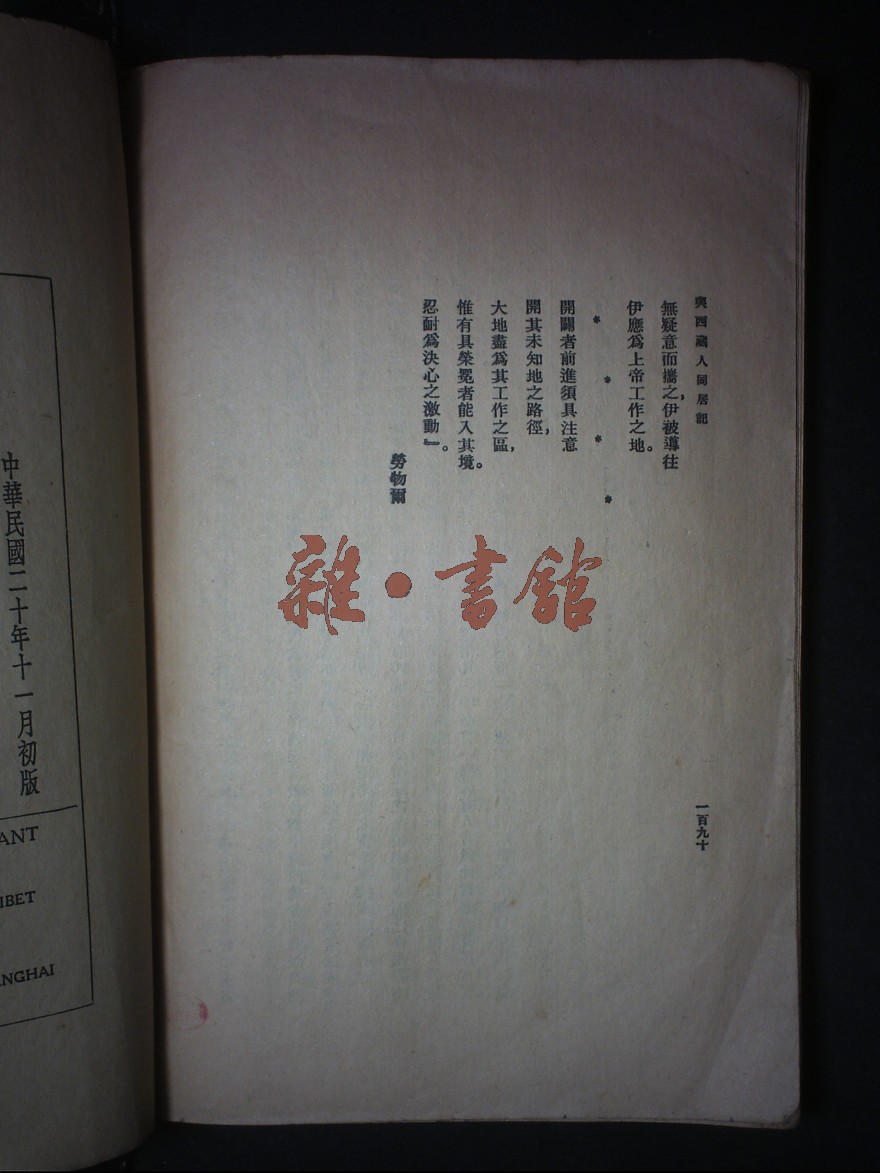 與西藏人同居記
無疑意而攜之,伊被導往
伊應爲上帝工作之地。
* * * *
開闢者前進須具注意
開其未知地之路徑,
大地盡爲其工作之區,
惟有具榮冕者能入其境。
忍耐爲決心之激動』。
勞物爾
一百九十
雜·書館
中華民國二十年十一月初版
ANT
IBET
ANGHAI